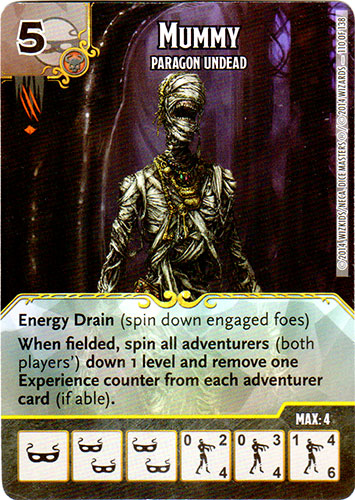 5
MUMMY
PARAGON UNDEAD
©2014 WIZKIDS/NECA. DICE MASTERS©/©2014 WIZARDS — 110 OF 138
Energy Drain (spin down engaged foes)
When fielded, spin all adventurers (both
players’) down 1 level and remove one
Experience counter from each adventurer
card (if able).
MAX: 4
0 2 4
0 3 4
1 4 6